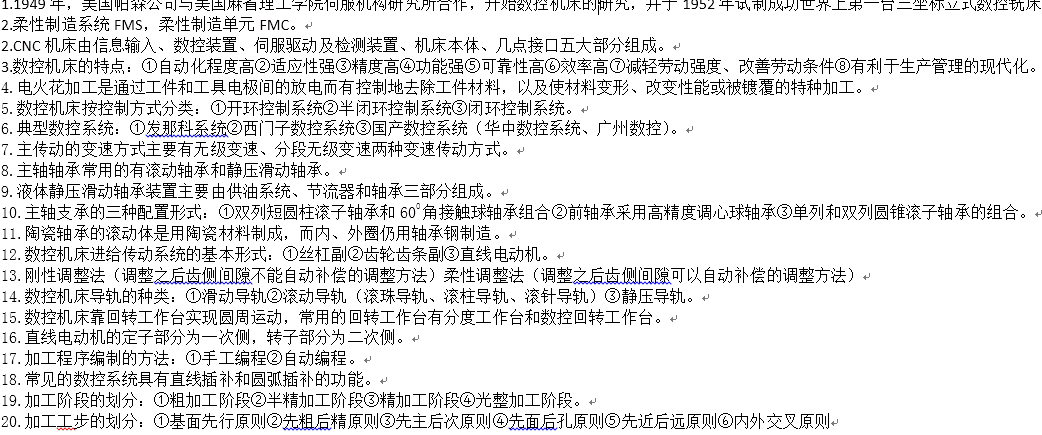 1.1949年，美国帕森公司与美国麻省理工学院伺服机构研究所合作，开始数控机床的研究，并于1952年试制成功世界上第一台三坐标立式数控铣床
2.柔性制造系统FMS，柔性制造单元FMC。
2.CNC机床由信息输入、数控装置、伺服驱动及检测装置、机床本体、几点接口五大部分组成。
3.数控机床的特点：①自动化程度高②适应性强③精度高④功能强⑤可靠性高⑥效率高⑦减轻劳动强度、改善劳动条件⑧有利于生产管理的现代化。
4.电火花加工是通过工件和工具电极间的放电而有控制地去除工件材料，以及使材料变形、改变性能或被镀覆的特种加工。
5.数控机床按控制方式分类：①开环控制系统②半闭环控制系统③闭环控制系统。
6.典型数控系统：①发那科系统②西门子数控系统③国产数控系统（华中数控系统、广州数控）。
7.主传动的变速方式主要有无级变速、分段无级变速两种变速传动方式。
8.主轴轴承常用的有滚动轴承和静压滑动轴承。
9.液体静压滑动轴承装置主要由供油系统、节流器和轴承三部分组成。
10.主轴支承的三种配置形式：①双列短圆柱滚子轴承和60⁰角接触球轴承组合②前轴承采用高精度调心球轴承③单列和双列圆锥滚子轴承的组合。
11.陶瓷轴承的滚动体是用陶瓷材料制成，而内、外圈仍用轴承钢制造。
12.数控机床进给传动系统的基本形式：①丝杠副②齿轮齿条副③直线电动机。
13.刚性调整法（调整之后齿侧间隙不能自动补偿的调整方法）柔性调整法（调整之后齿侧间隙可以自动补偿的调整方法）
14.数控机床导轨的种类：①滑动导轨②滚动导轨（滚珠导轨、滚柱导轨、滚针导轨）③静压导轨。
15.数控机床靠回转工作台实现圆周运动，常用的回转工作台有分度工作台和数控回转工作台。
16.直线电动机的定子部分为一次侧，转子部分为二次侧。
17.加工程序编制的方法：①手工编程②自动编程。
18.常见的数控系统具有直线插补和圆弧插补的功能。
19.加工阶段的划分：①粗加工阶段②半精加工阶段③精加工阶段④光整加工阶段。
20.加工工步的划分：①基面先行原则②先粗后精原则③先主后次原则④先面后孔原则⑤先近后远原则⑥内外交叉原则